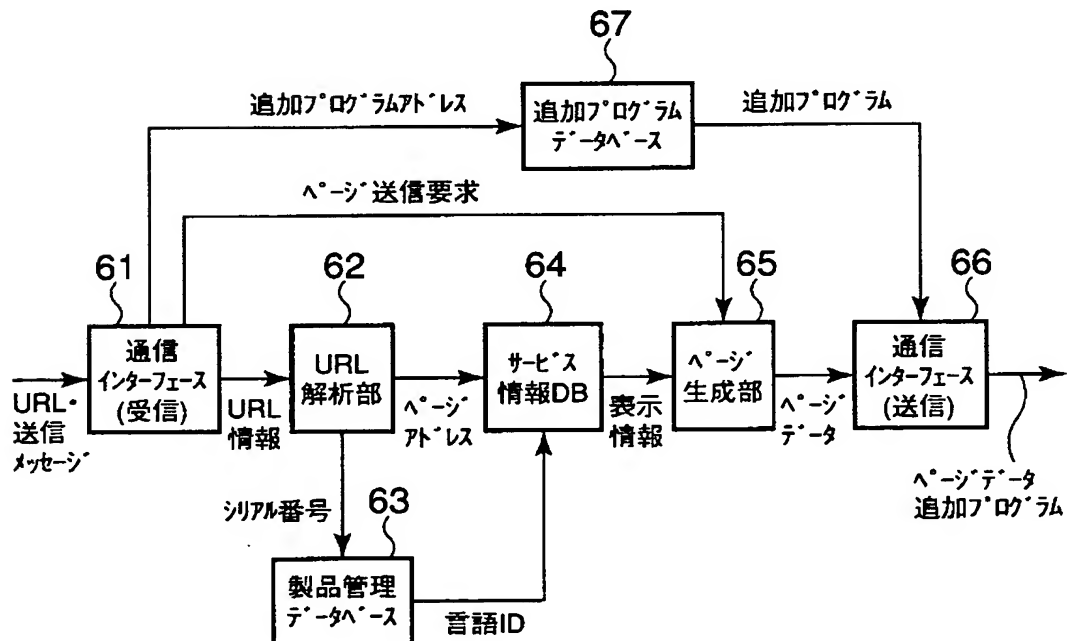 67
追加プログラムアドレス
追加プログラム
データベース
追加プログラム
ページ送信要求
61
62
64
65
66
通信
インターフェース
(受信)
URL
解析部
サービス
情報DB
ページ
生成部
通信
インターフェース
(送信)
URL・
送信
メッセージ
URL
情報
ページ
アドレス
表示
情報
ページ
データ
ページデータ
追加プログラム
シリアル番号
63
製品管理
データベース
言語ID